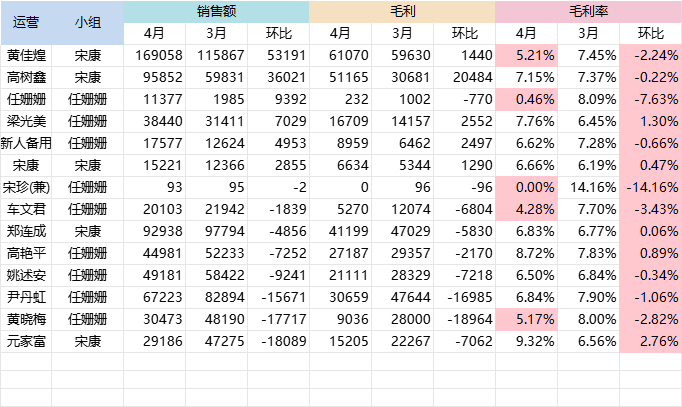 运营 小组 销售额 毛利 毛利率
4月 3月 环比 4月 3月 环比 4月 3月 环比
黄佳煌 宋康 169058 115867 53191 61070 59630 1440 5.21% 7.45% -2.24%
高树鑫 宋康 95852 59831 36021 51165 30681 20484 7.15% 7.37% -0.22%
任姗姗 任姗姗 11377 1985 9392 232 1002 -770 0.46% 8.09% -7.63%
梁光美 任姗姗 38440 31411 7029 16709 14157 2552 7.76% 6.45% 1.30%
新人备用 任姗姗 17577 12624 4953 8959 6462 2497 6.62% 7.28% -0.66%
宋康 宋康 15221 12366 2855 6634 5344 1290 6.66% 6.19% 0.47%
宋珍(兼) 任姗姗 93 95 -2 0 96 -96 0.00% 14.16% -14.16%
车文君 任姗姗 20103 21942 -1839 5270 12074 -6804 4.28% 7.70% -3.43%
郑连成 宋康 92938 97794 -4856 41199 47029 -5830 6.83% 6.77% 0.06%
高艳平 任姗姗 44981 52233 -7252 27187 29357 -2170 8.72% 7.83% 0.89%
姚述安 任姗姗 49181 58422 -9241 21111 28329 -7218 6.50% 6.84% -0.34%
尹丹虹 任姗姗 67223 82894 -15671 30659 47644 -16985 6.84% 7.90% -1.06%
黄晓梅 任姗姗 30473 48190 -17717 9036 28000 -18964 5.17% 8.00% -2.82%
元家富 宋康 29186 47275 -18089 15205 22267 -7062 9.32% 6.56% 2.76%